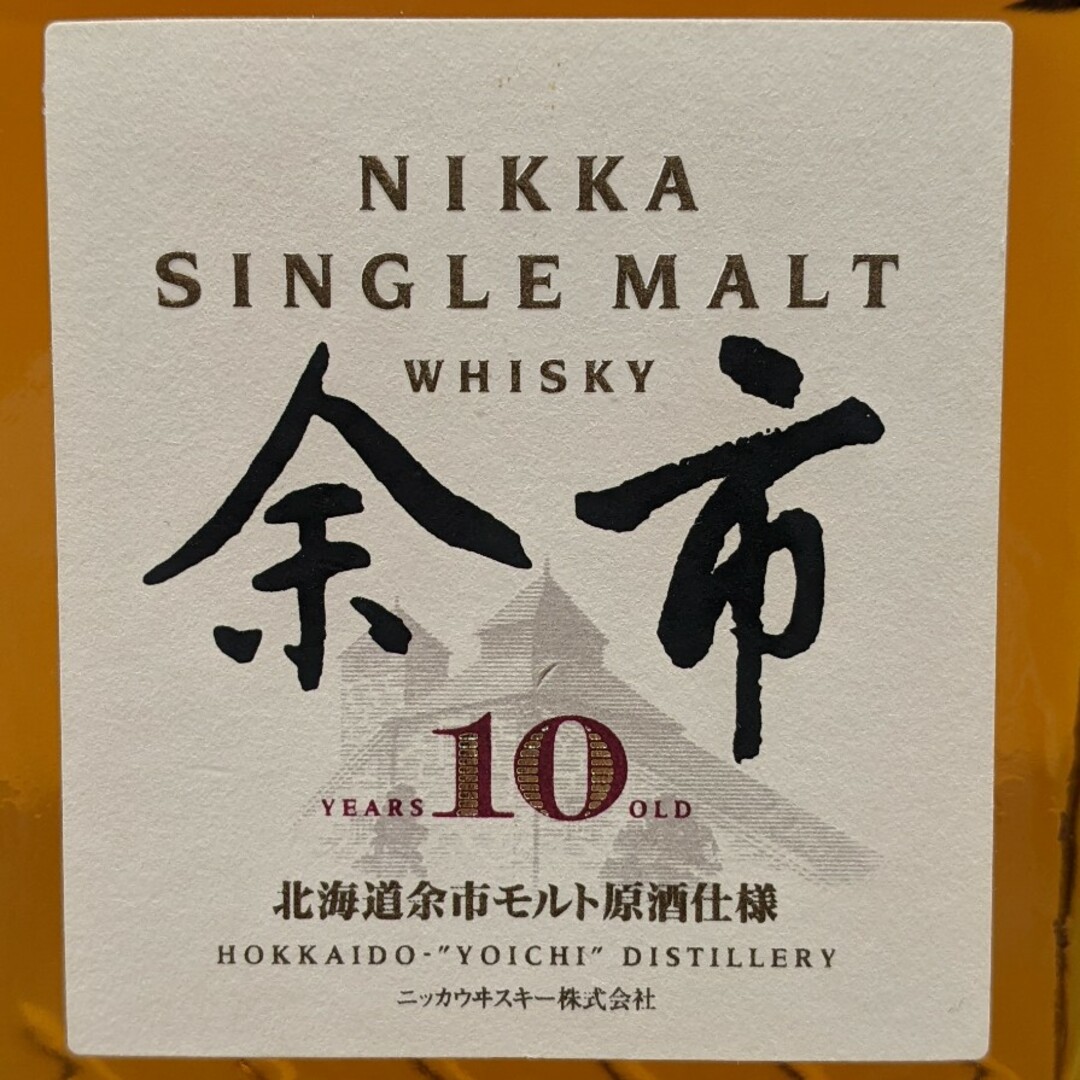 NIKKA
SINGLE MALT
WHISKY
余市
YEARS 10 OLD
北海道余市モルト原酒仕様
HOKKAIDO-"YOICHI" DISTILLERY
ニッカウヰスキー株式会社